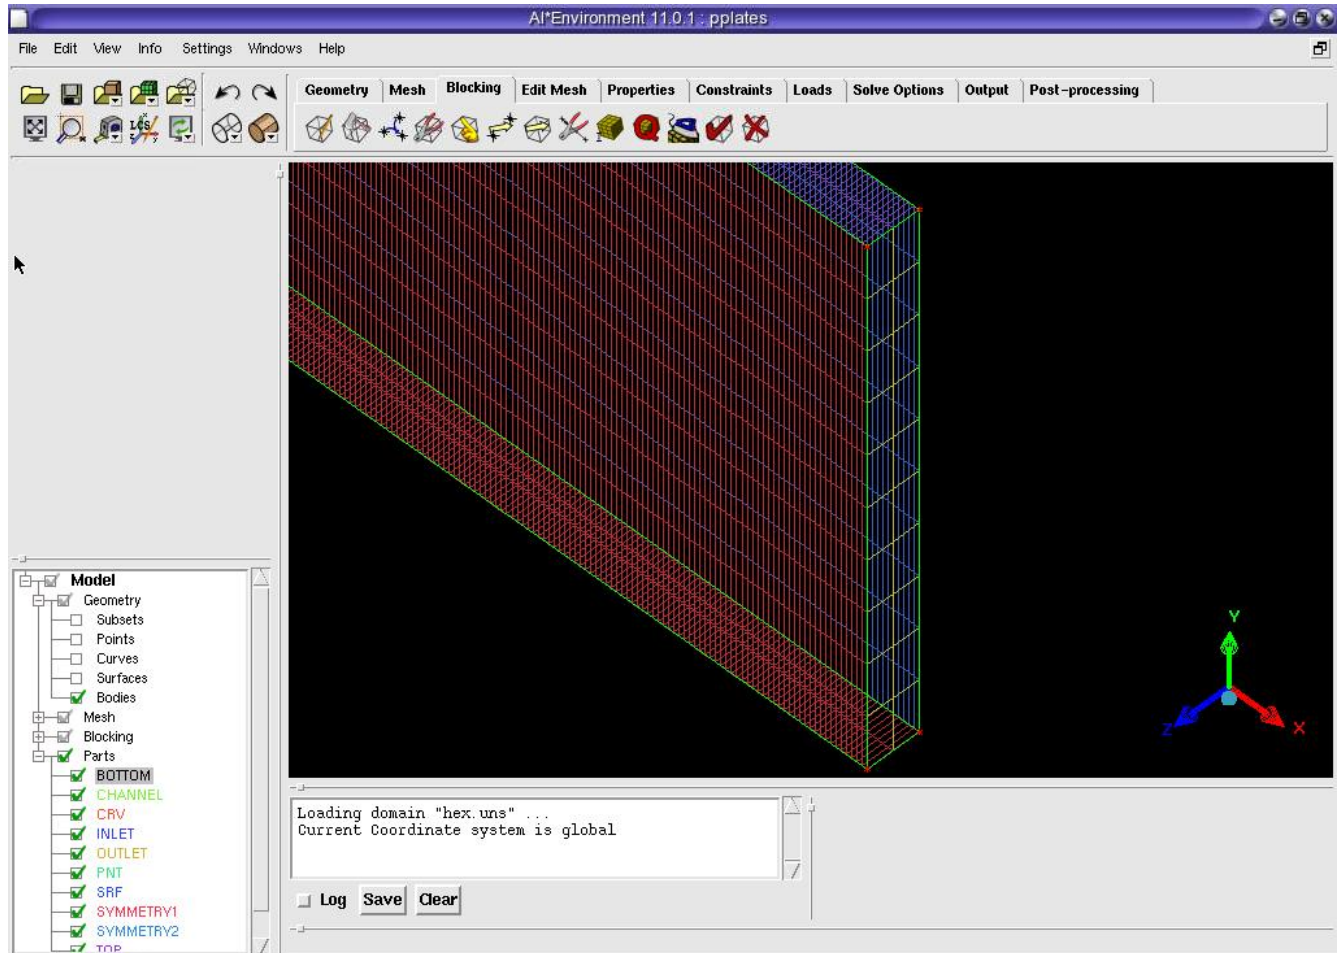 AI*Environment 11.0.1 : pplates
File Edit View Info Settings Windows Help
Geometry Mesh Blocking Edit Mesh Properties Constraints Loads Solve Options Output Post-processing
LCS
Model
Geometry
Subsets
Points
Curves
Surfaces
Bodies
Mesh
Blocking
Parts
BOTTOM
CHANNEL
CRV
INLET
OUTLET
PNT
SRF
SYMMETRY1
SYMMETRY2
TOP
Y
Z
X
Loading domain "hex.uns" ...
Current Coordinate system is global
Log Save Clear